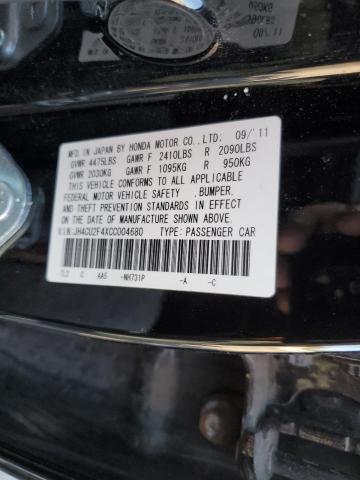 MFD. IN JAPAN BY HONDA MOTOR CO.,LTD: 09/'11
GVWR 4475LBS GAWR F 2410LBS R 2090LBS
GVWR 2030KG GAWR F 1095KG R 950KG
THIS VEHICLE CONFORMS TO ALL APPLICABLE
FEDERAL MOTOR VEHICLE SAFETY ,BUMPER,
AND THEFT PREVENTION STANDARDS IN EFFECT
ON THE DATE OF MANUFACTURE SHOWN ABOVE.
V.I.N:JH4CU2F4XCC004680 TYPE: PASSENGER CAR
TL2 C AA5 -NH731P -A -C